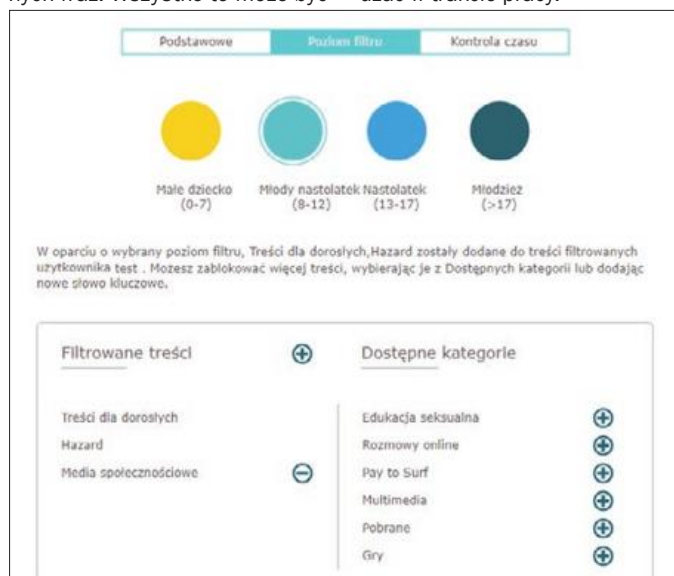 Podstawowe Poziom filtru Kontrola czasu
Małe dziecko Młody nastolatek Nastolatek Młodzież
(0-7) (8-12) (13-17) (>17)
W oparciu o wybrany poziom filtru, Treści dla dorosłych,Hazard zostały dodane do treści filtrowanych
użytkownika test . Mozesz zablokować więcej treści, wybierając je z Dostępnych kategorii lub dodając
nowe słowo kluczowe.
Filtrowane treści Dostępne kategorie
Treści dla dorosłych Edukacja seksualna
Hazard Rozmowy online
Media społecznościowe Pay to Surf
Multimedia
Pobrane
Gry